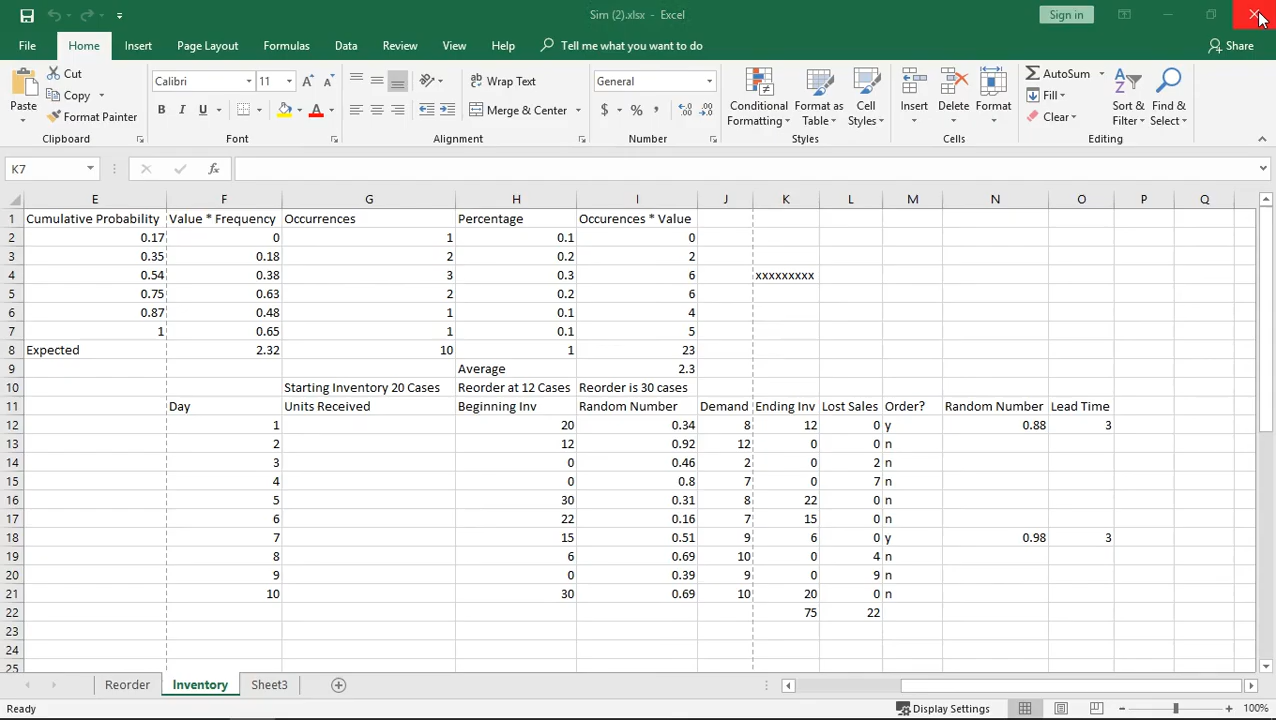 Sim (2).xlsx - Excel
Sign in
File Home Insert Page Layout Formulas Data Review View Help Tell me what you want to do Share
Paste Cut Copy Format Painter Clipboard
Calibri 11 B I U A A A Font
Wrap Text Merge & Center Alignment
General $ % , Number
Conditional Formatting Format as Table Cell Styles Styles
Insert Delete Format Cells
AutoSum Fill Clear Sort & Filter Find & Select Editing
K7 fx
E F G H I J K L M N O P Q
1 Cumulative Probability Value * Frequency Occurrences Percentage Occurences * Value
2 0.17 0 1 0.1 0
3 0.35 0.18 2 0.2 2
4 0.54 0.38 3 0.3 6 xxxxxxxxx
5 0.75 0.63 2 0.2 6
6 0.87 0.48 1 0.1 4
7 1 0.65 1 0.1 5
8 Expected 2.32 10 1 23
9 Average 2.3
10 Starting Inventory 20 Cases Reorder at 12 Cases Reorder is 30 cases
11 Day Units Received Beginning Inv Random Number Demand Ending Inv Lost Sales Order? Random Number Lead Time
12 1 20 0.34 8 12 0 y 0.88 3
13 2 12 0.92 12 0 0 n
14 3 0 0.46 2 0 2 n
15 4 0 0.8 7 0 7 n
16 5 30 0.31 8 22 0 n
17 6 22 0.16 7 15 0 n
18 7 15 0.51 9 6 0 y 0.98 3
19 8 6 0.69 10 0 4 n
20 9 0 0.39 9 0 9 n
21 10 30 0.69 10 20 0 n
22 75 22
23
24
25
Reorder Inventory Sheet3
Ready Display Settings 100%